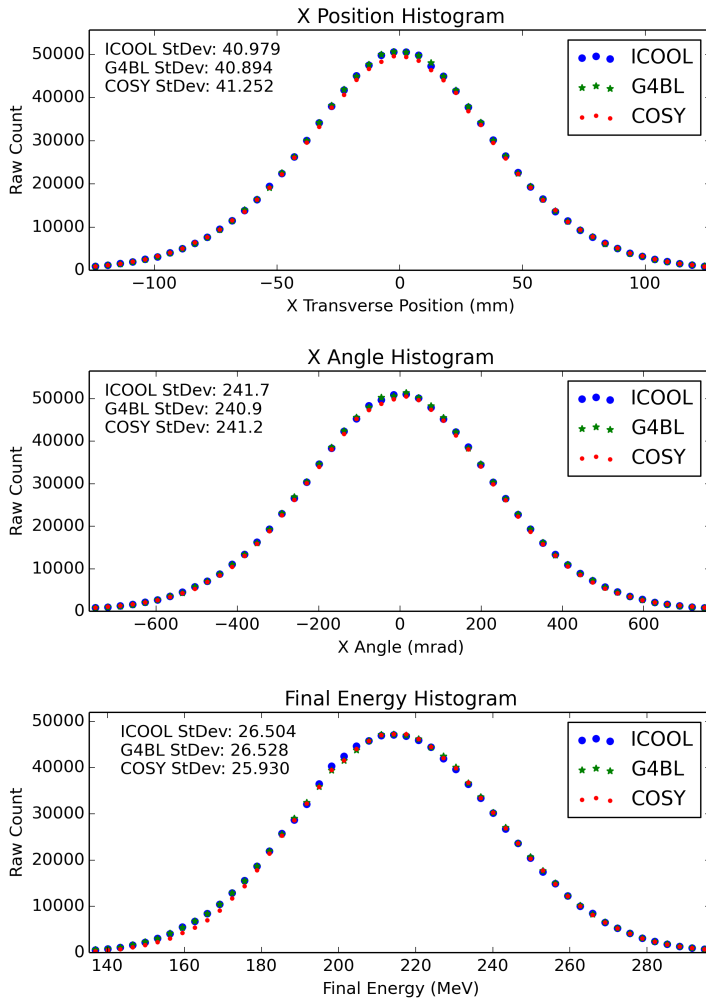 X Position Histogram
ICOOL StDev: 40.979
G4BL StDev: 40.894
COSY StDev: 41.252
ICOOL
G4BL
COSY
Raw Count
50000
40000
30000
20000
10000
0
−100
−50
0
50
100
X Transverse Position (mm)
X Angle Histogram
ICOOL StDev: 241.7
G4BL StDev: 240.9
COSY StDev: 241.2
ICOOL
G4BL
COSY
Raw Count
50000
40000
30000
20000
10000
0
−600
−400
−200
0
200
400
600
X Angle (mrad)
Final Energy Histogram
ICOOL StDev: 26.504
G4BL StDev: 26.528
COSY StDev: 25.930
ICOOL
G4BL
COSY
Raw Count
50000
40000
30000
20000
10000
0
140
160
180
200
220
240
260
280
Final Energy (MeV)